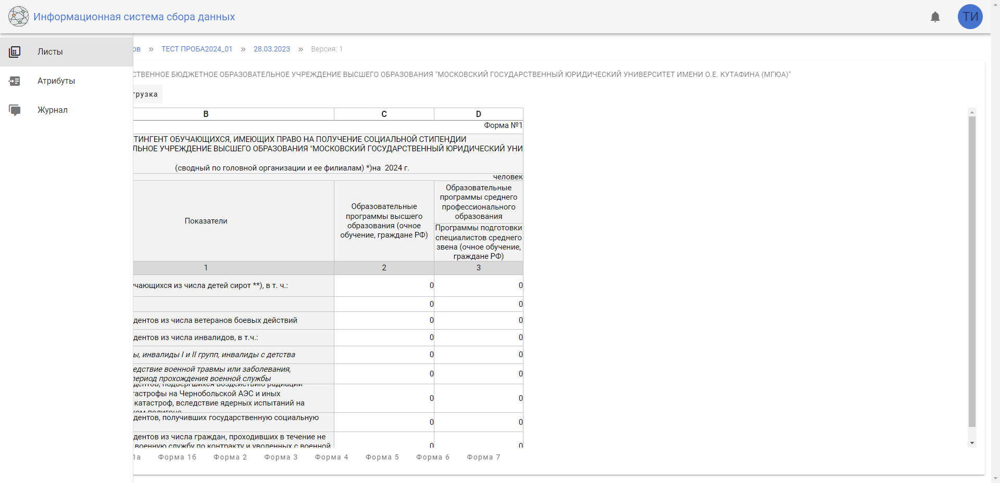 Информационная система сбора данных
ТИ
Листы
Атрибуты
Журнал
ов » ТЕСТ ПРОБА2024_01 » 28.03.2023 » Версия: 1
СТВЕННОЕ БЮДЖЕТНОЕ ОБРАЗОВАТЕЛЬНОЕ УЧРЕЖДЕНИЕ ВЫСШЕГО ОБРАЗОВАНИЯ "МОСКОВСКИЙ ГОСУДАРСТВЕННЫЙ ЮРИДИЧЕСКИЙ УНИВЕРСИТЕТ ИМЕНИ О.Е. КУТАФИНА (МГЮА)"
грузка
B C D
Форма №1
ТИНГЕНТ ОБУЧАЮЩИХСЯ, ИМЕЮЩИХ ПРАВО НА ПОЛУЧЕНИЕ СОЦИАЛЬНОЙ СТИПЕНДИИ
ЛЬНОЕ УЧРЕЖДЕНИЕ ВЫСШЕГО ОБРАЗОВАНИЯ "МОСКОВСКИЙ ГОСУДАРСТВЕННЫЙ ЮРИДИЧЕСКИЙ УНИ
(сводный по головной организации и ее филиалам) *)на 2024 г.
человек
Показатели
Образовательные
программы высшего
образования (очное
обучение, граждане РФ)
Образовательные
программы среднего
профессионального
образования
Программы подготовки
специалистов среднего
звена (очное обучение,
граждане РФ)
1 2 3
учающихся из числа детей сирот **), в т. ч.: 0 0
0 0
дентов из числа ветеранов боевых действий 0 0
дентов из числа инвалидов, в т.ч.: 0 0
ы, инвалиды I и II групп, инвалиды с детства 0 0
едствие военной травмы или заболевания,
период прохождения военной службы 0 0
дентов, подвергшихся воздействию радиации
тастрофы на Чернобольской АЭС и иных
катастроф, вследствие ядерных испытаний на
ком полигоне 0 0
дентов, получивших государственную социальную 0 0
дентов из числа граждан, проходивших в течение не
военную службу по контракту и уволенных с военной 0 0
1а Форма 1б Форма 2 Форма 3 Форма 4 Форма 5 Форма 6 Форма 7